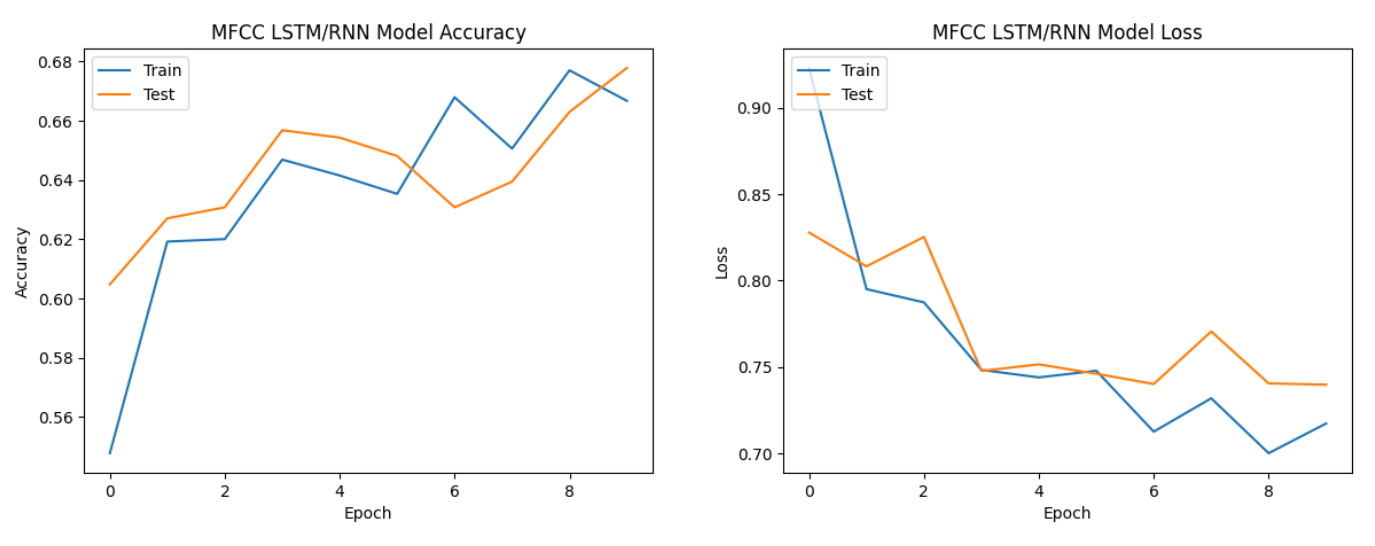 MFCC LSTM/RNN Model Accuracy
0.68
0.66
0.64
0.62
0.60
0.58
0.56
Accuracy
Train
Test
0 2 4 6 8
Epoch
MFCC LSTM/RNN Model Loss
0.90
0.85
0.80
0.75
0.70
Loss
Train
Test
0 2 4 6 8
Epoch